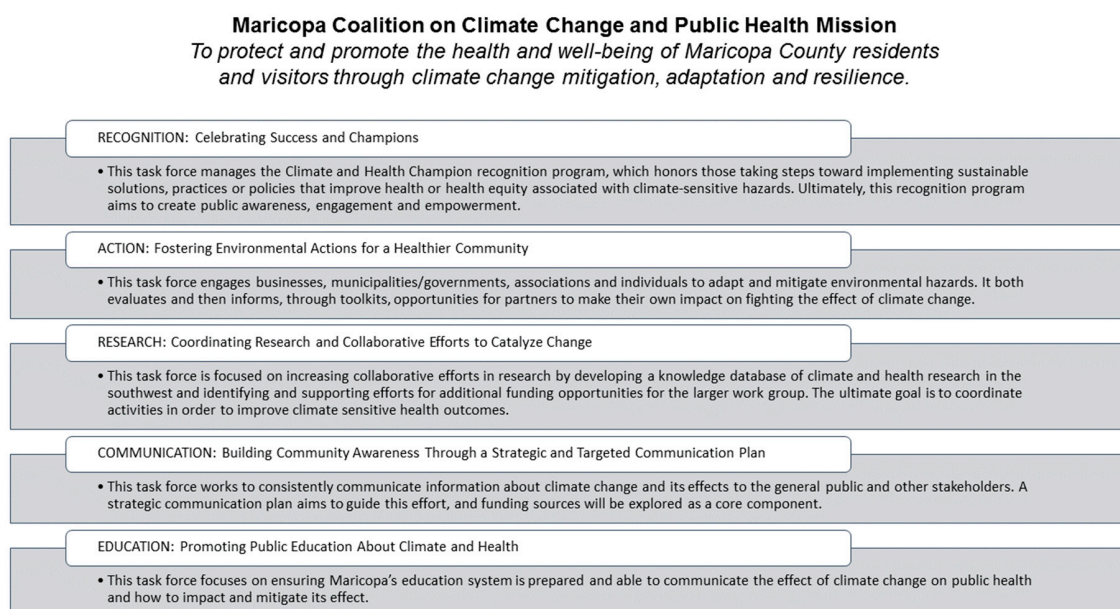 Maricopa Coalition on Climate Change and Public Health Mission
To protect and promote the health and well-being of Maricopa County residents
and visitors through climate change mitigation, adaptation and resilience.
RECOGNITION: Celebrating Success and Champions
• This task force manages the Climate and Health Champion recognition program, which honors those taking steps toward implementing sustainable
solutions, practices or policies that improve health or health equity associated with climate-sensitive hazards. Ultimately, this recognition program
aims to create public awareness, engagement and empowerment.
ACTION: Fostering Environmental Actions for a Healthier Community
• This task force engages businesses, municipalities/governments, associations and individuals to adapt and mitigate environmental hazards. It both
evaluates and then informs, through toolkits, opportunities for partners to make their own impact on fighting the effect of climate change.
RESEARCH: Coordinating Research and Collaborative Efforts to Catalyze Change
• This task force is focused on increasing collaborative efforts in research by developing a knowledge database of climate and health research in the
southwest and identifying and supporting efforts for additional funding opportunities for the larger work group. The ultimate goal is to coordinate
activities in order to improve climate sensitive health outcomes.
COMMUNICATION: Building Community Awareness Through a Strategic and Targeted Communication Plan
• This task force works to consistently communicate information about climate change and its effects to the general public and other stakeholders. A
strategic communication plan aims to guide this effort, and funding sources will be explored as a core component.
EDUCATION: Promoting Public Education About Climate and Health
• This task force focuses on ensuring Maricopa's education system is prepared and able to communicate the effect of climate change on public health
and how to impact and mitigate its effect.